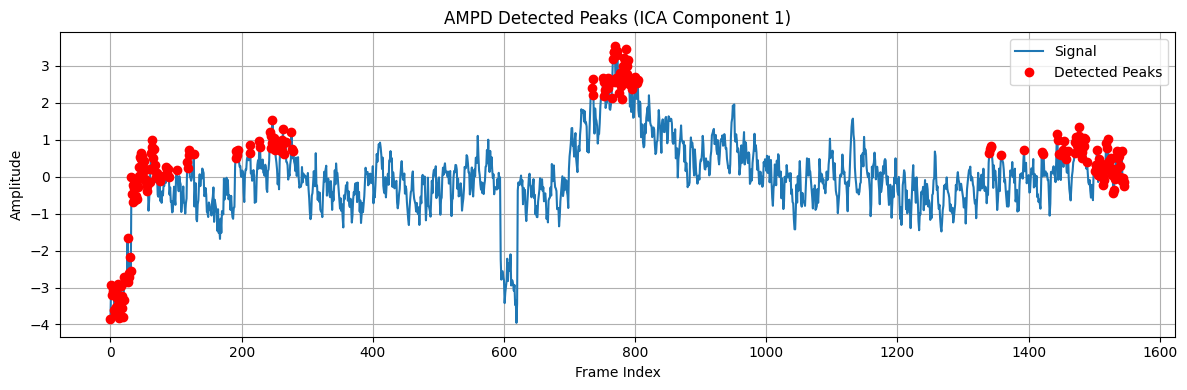 AMPD Detected Peaks (ICA Component 1)
Signal
Detected Peaks
Amplitude
3
2
1
0
−1
−2
−3
−4
0 200 400 600 800 1000 1200 1400 1600
Frame Index